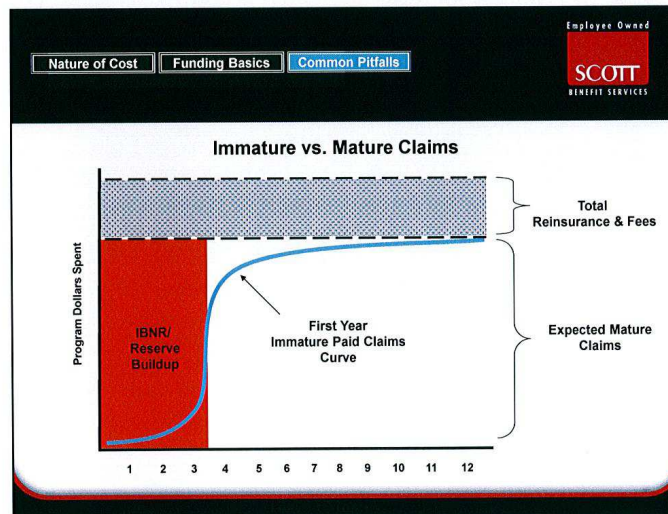 Employee Owned
SCOTT
BENEFIT SERVICES
Nature of Cost
Funding Basics
Common Pitfalls
Immature vs. Mature Claims
Total
Reinsurance & Fees
Program Dollars Spent
IBNR/
Reserve
Buildup
First Year
Immature Paid Claims
Curve
Expected Mature
Claims
1 2 3 4 5 6 7 8 9 10 11 12